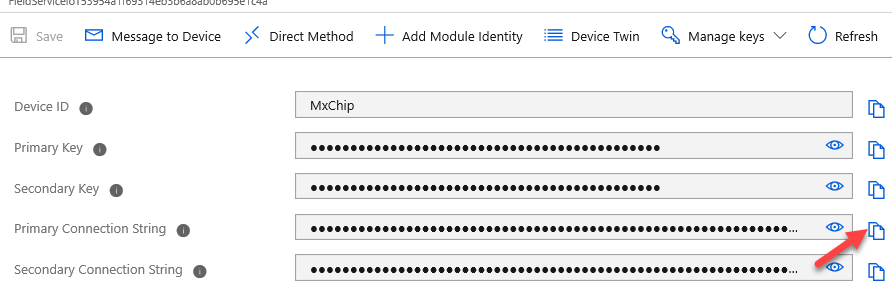 Save Message to Device Direct Method Add Module Identity Device Twin Manage keys Refresh
Device ID MxChip
Primary Key ●●●●●●●●●●●●●●●●●●●●●●●●●●●●●●●●●●●●●●●●●●●●
Secondary Key ●●●●●●●●●●●●●●●●●●●●●●●●●●●●●●●●●●●●●●●●●●●●
Primary Connection String ●●●●●●●●●●●●●●●●●●●●●●●●●●●●●●●●●●●●●●●●●●●●●●●●●●●●●●●●●●●●...
Secondary Connection String ●●●●●●●●●●●●●●●●●●●●●●●●●●●●●●●●●●●●●●●●●●●●●●●●●●●●●●●●●●●●...